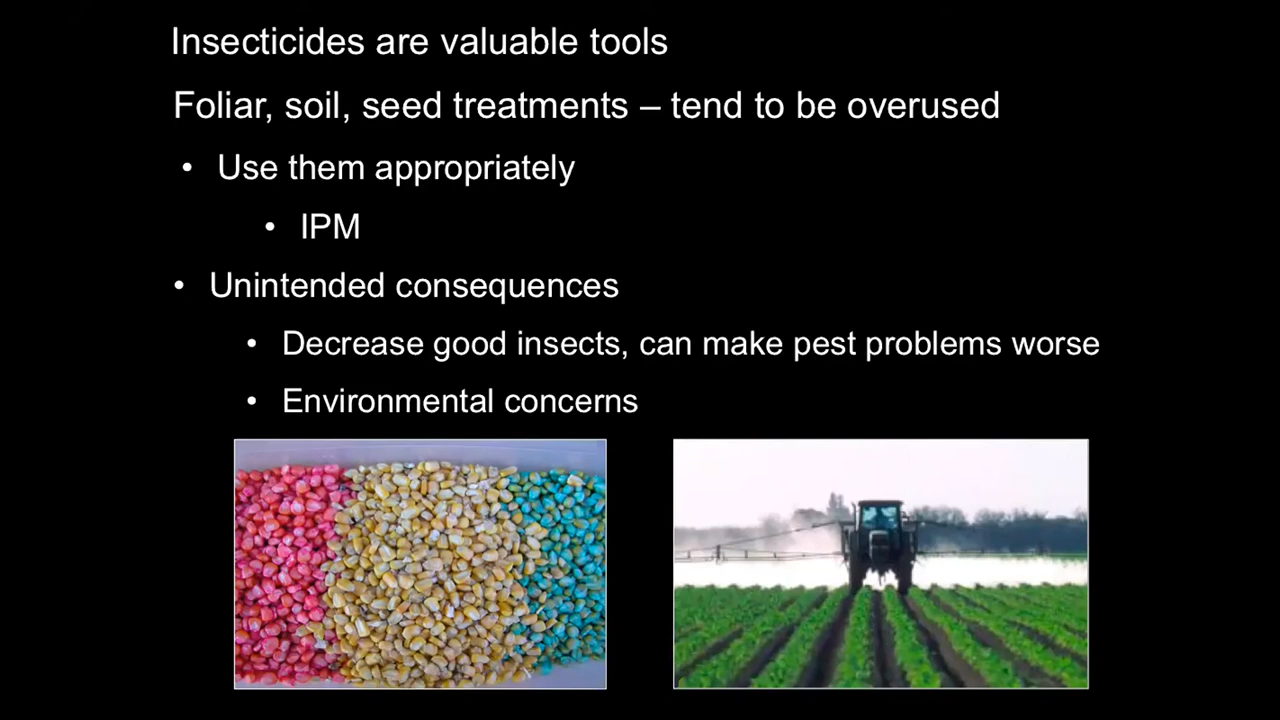 Insecticides are valuable tools
Foliar, soil, seed treatments – tend to be overused
• Use them appropriately
• IPM
• Unintended consequences
• Decrease good insects, can make pest problems worse
• Environmental concerns